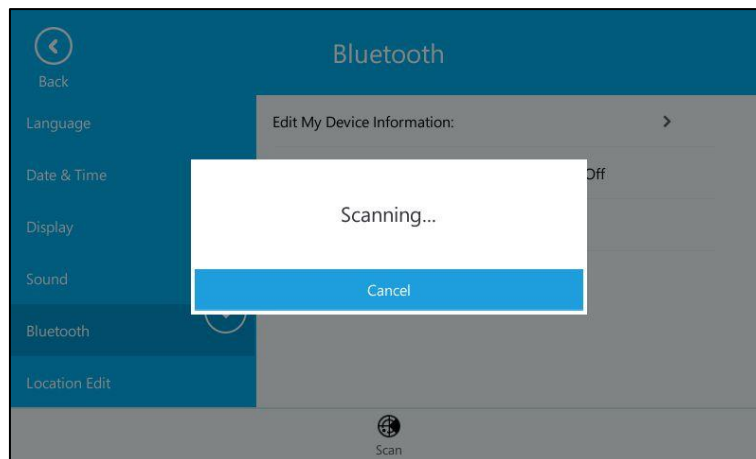 Bluetooth
Back
Language
Edit My Device Information:
Date & Time
Off
Display
Scanning...
Sound
Cancel
Bluetooth
Location Edit
Scan